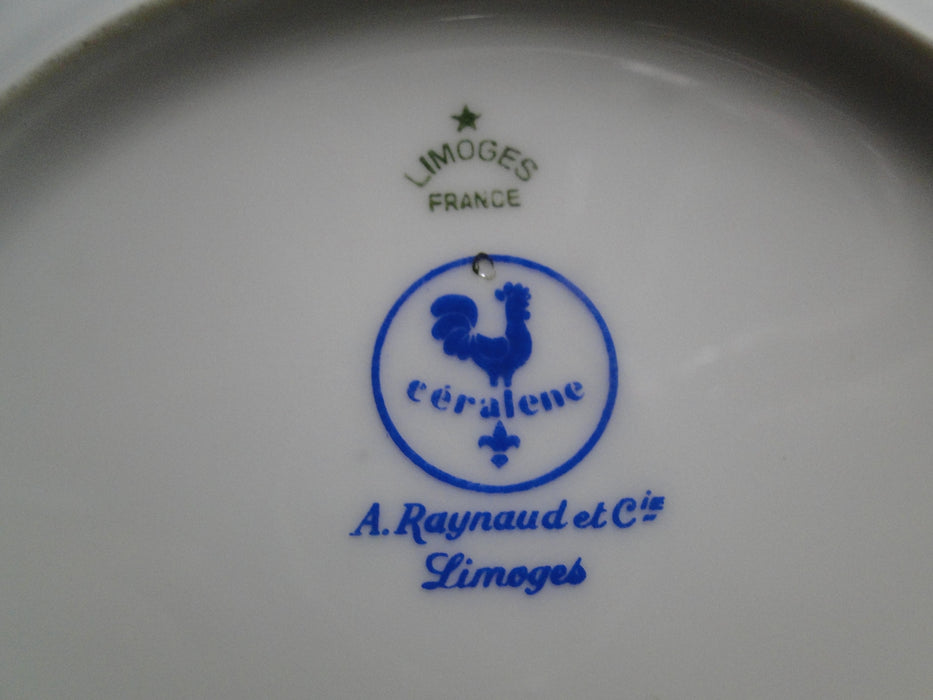 LIMOGES
FRANCE
céralene
A. Raynaud et Cie
Limoges